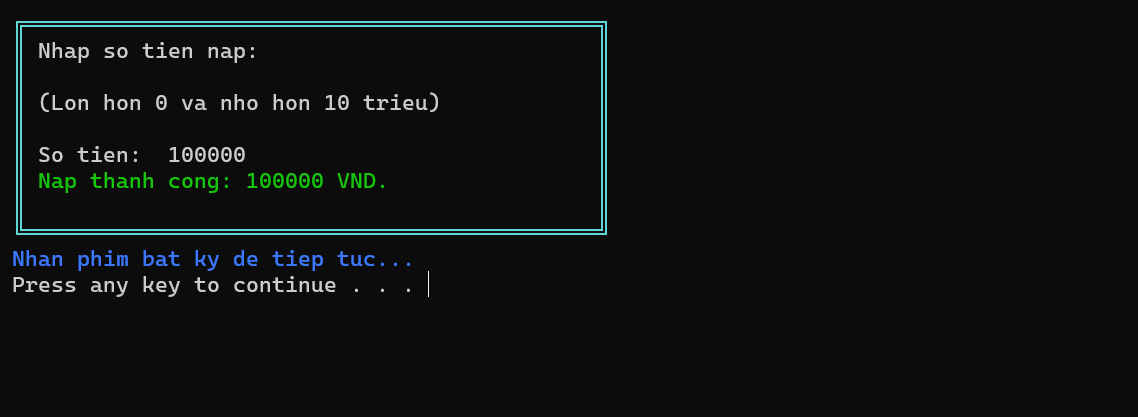 Nhap so tien nap:
(Lon hon 0 va nho hon 10 trieu)
So tien:  100000
Nap thanh cong: 100000 VND.
Nhan phim bat ky de tiep tuc...
Press any key to continue . . .